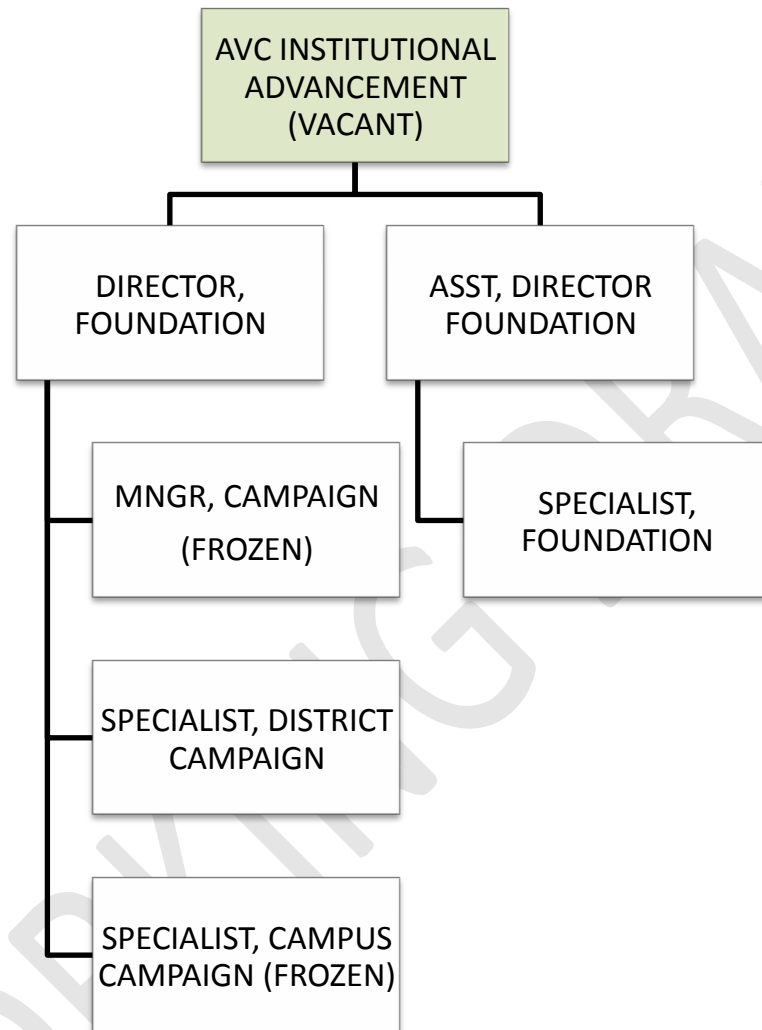 AVC INSTITUTIONAL
ADVANCEMENT
(VACANT)
DIRECTOR,
FOUNDATION
ASST, DIRECTOR
FOUNDATION
MNGR, CAMPAIGN
(FROZEN)
SPECIALIST,
FOUNDATION
SPECIALIST, DISTRICT
CAMPAIGN
SPECIALIST, CAMPUS
CAMPAIGN (FROZEN)